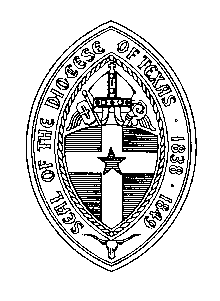 SEAL OF THE DIOCESE OF TEXAS · 1838 · 1849